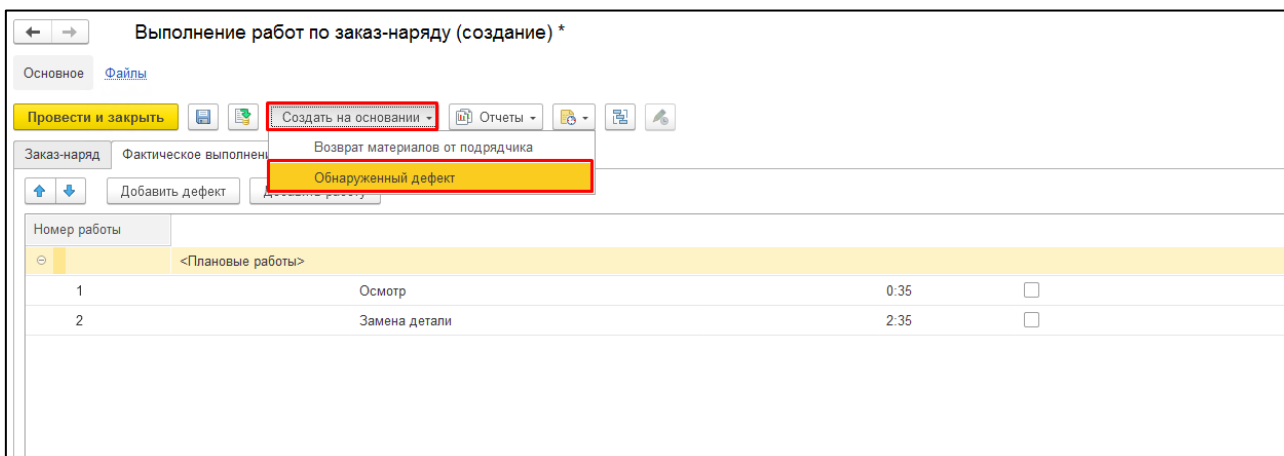 Выполнение работ по заказ-наряду (создание) *
Основное Файлы
Провести и закрыть Создать на основании Отчеты
Возврат материалов от подрядчика
Заказ-наряд Фактическое
Обнаруженный дефект
Добавить дефект
Номер работы
<Плановые работы>
1 Осмотр 0:35
2 Замена детали 2:35